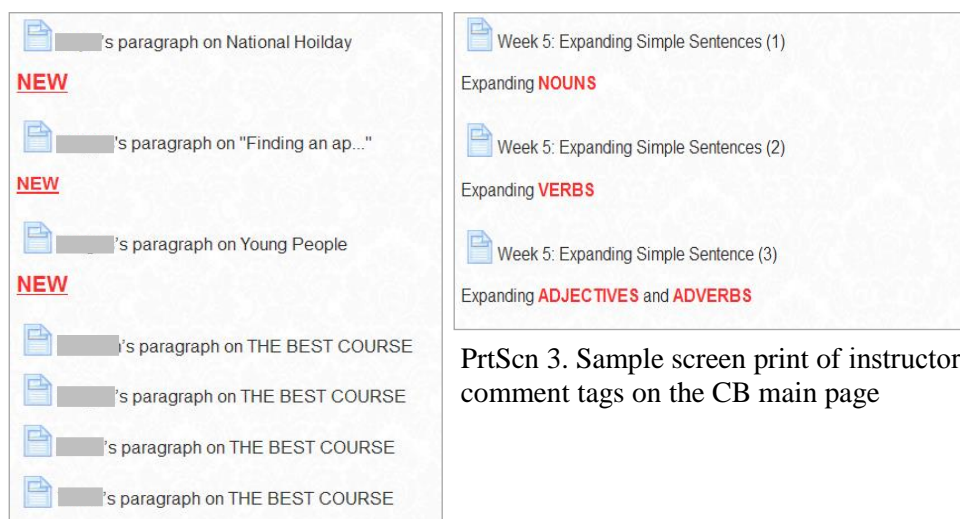 's paragraph on National Hoilday
NEW
's paragraph on "Finding an ap..."
NEW
's paragraph on Young People
NEW
's paragraph on THE BEST COURSE
's paragraph on THE BEST COURSE
's paragraph on THE BEST COURSE
's paragraph on THE BEST COURSE
Week 5: Expanding Simple Sentences (1)
Expanding NOUNS
Week 5: Expanding Simple Sentences (2)
Expanding VERBS
Week 5: Expanding Simple Sentence (3)
Expanding ADJECTIVES and ADVERBS
PrtScn 3. Sample screen print of instructor
comment tags on the CB main page